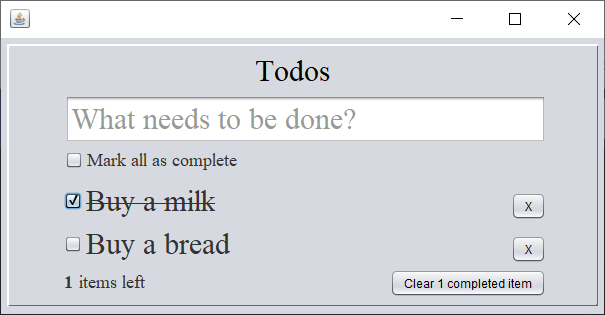 Todos
What needs to be done?
Mark all as complete
Buy a milk X
Buy a bread X
1 items left Clear 1 completed item